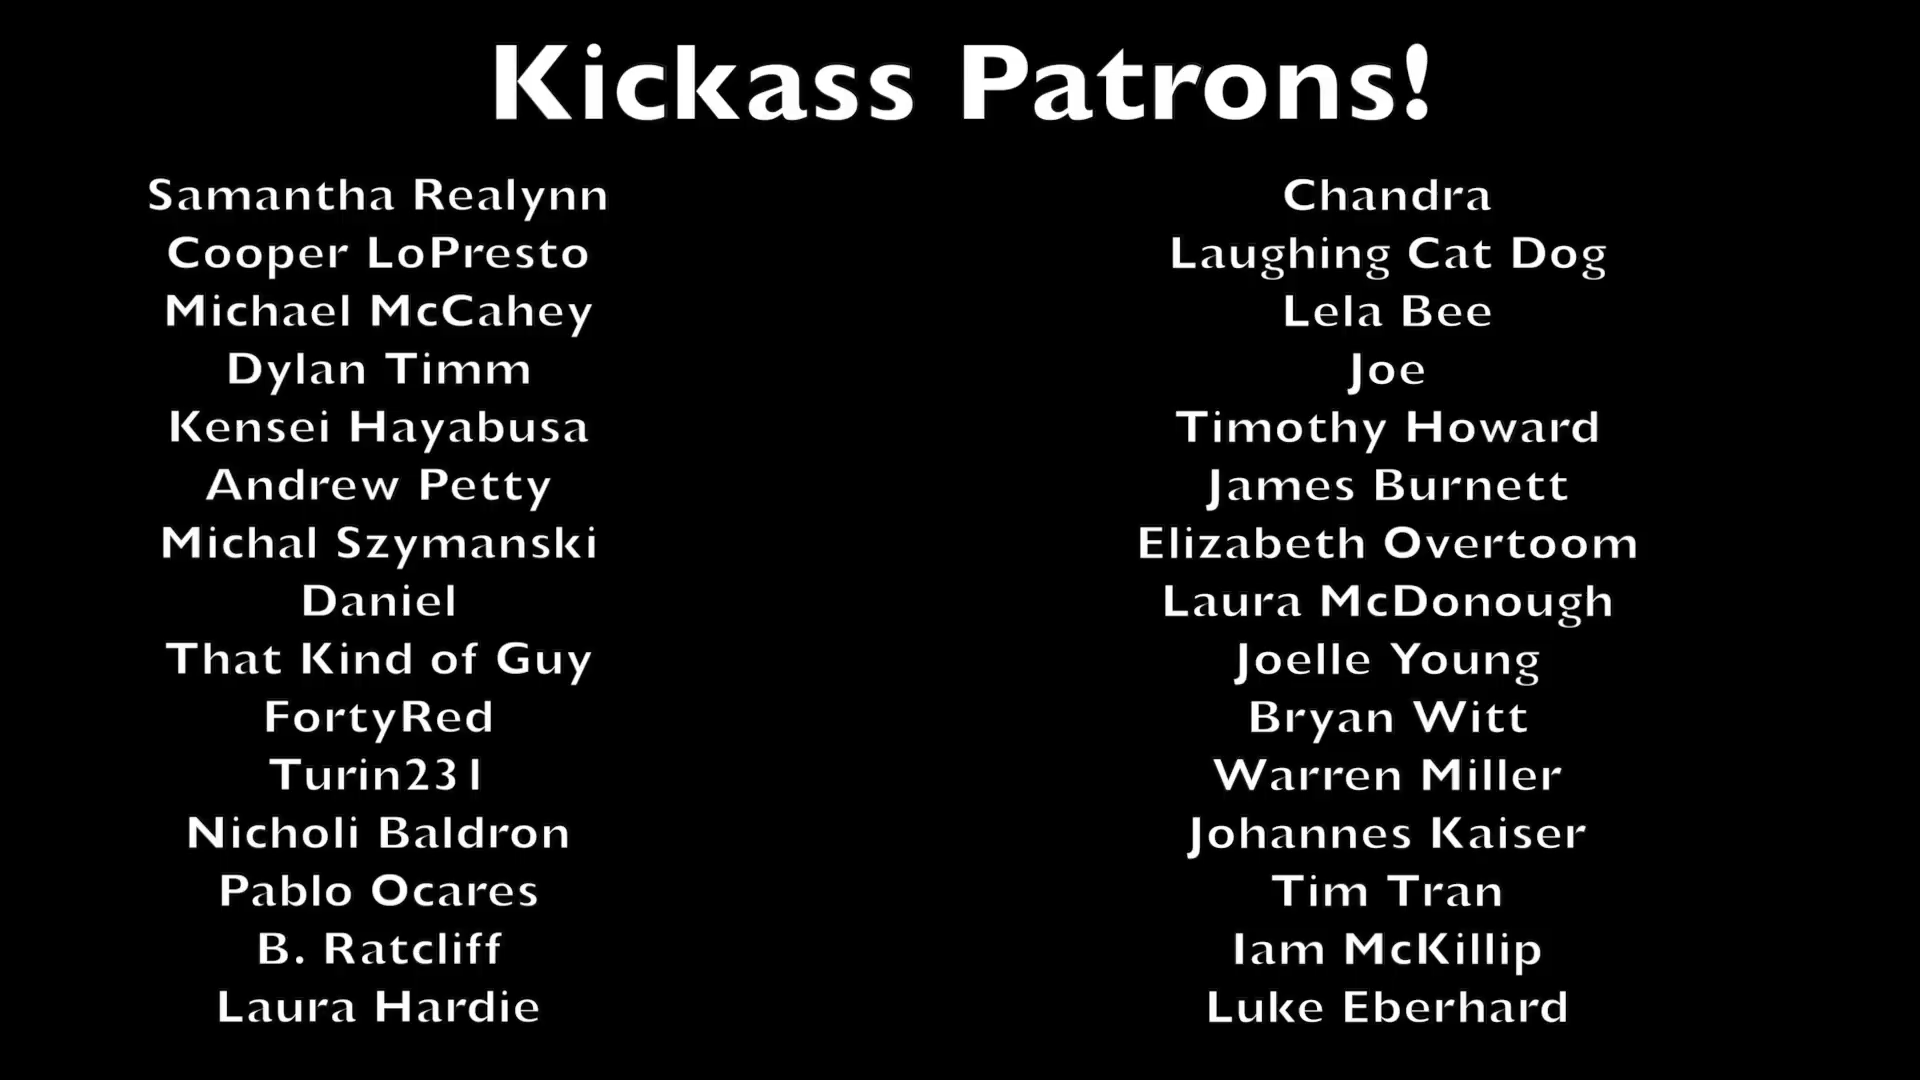 Kickass Patrons!
Samantha Realynn
Cooper LoPresto
Michael McCahey
Dylan Timm
Kensei Hayabusa
Andrew Petty
Michal Szymanski
Daniel
That Kind of Guy
FortyRed
Turin231
Nicholi Baldron
Pablo Ocares
B. Ratcliff
Laura Hardie
Chandra
Laughing Cat Dog
Lela Bee
Joe
Timothy Howard
James Burnett
Elizabeth Overtoom
Laura McDonough
Joelle Young
Bryan Witt
Warren Miller
Johannes Kaiser
Tim Tran
Iam McKillip
Luke Eberhard